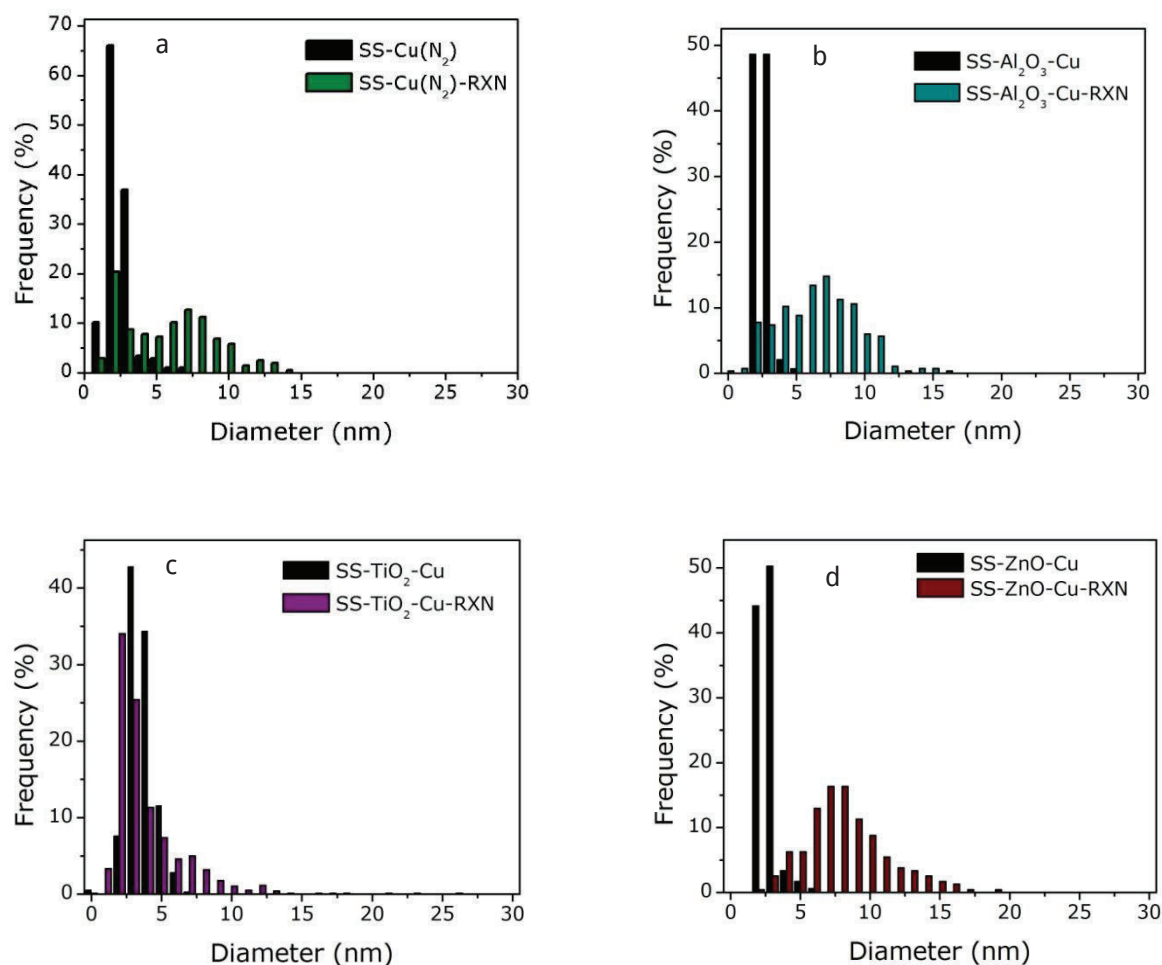 a
SS-Cu(N₂)
SS-Cu(N₂)-RXN
70
60
50
40
30
20
10
0
Frequency (%)
0 5 10 15 20 25 30
Diameter (nm)
b
SS-Al₂O₃-Cu
SS-Al₂O₃-Cu-RXN
50
40
30
20
10
0
Frequency (%)
0 5 10 15 20 25 30
Diameter (nm)
c
SS-TiO₂-Cu
SS-TiO₂-Cu-RXN
40
30
20
10
0
Frequency (%)
0 5 10 15 20 25 30
Diameter (nm)
d
SS-ZnO-Cu
SS-ZnO-Cu-RXN
50
40
30
20
10
0
Frequency (%)
0 5 10 15 20 25 30
Diameter (nm)